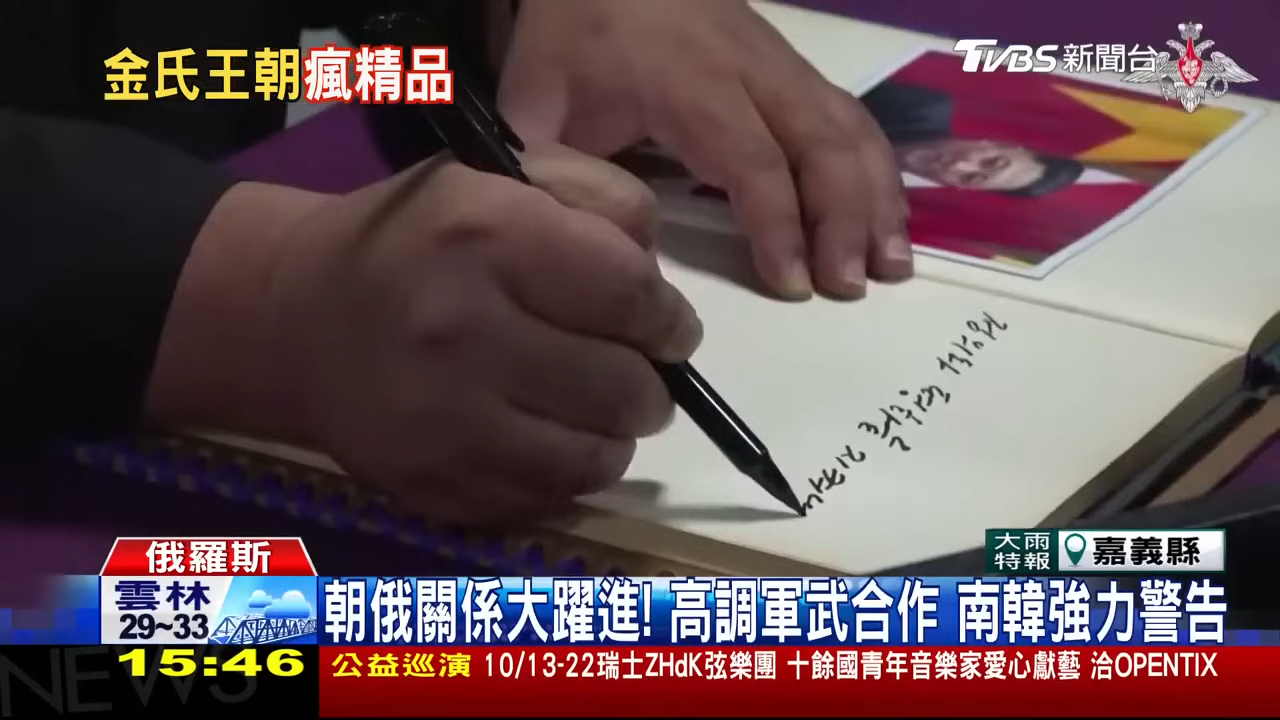 金氏王朝瘋精品
TVBS新聞台
大雨特報
嘉義縣
俄羅斯
雲林
29~33
朝俄關係大躍進! 高調軍武合作 南韓強力警告
15:46
公益巡演 10/13-22瑞士ZHdK弦樂團 十餘國青年音樂家愛心獻藝 洽OPENTIX
NEWS